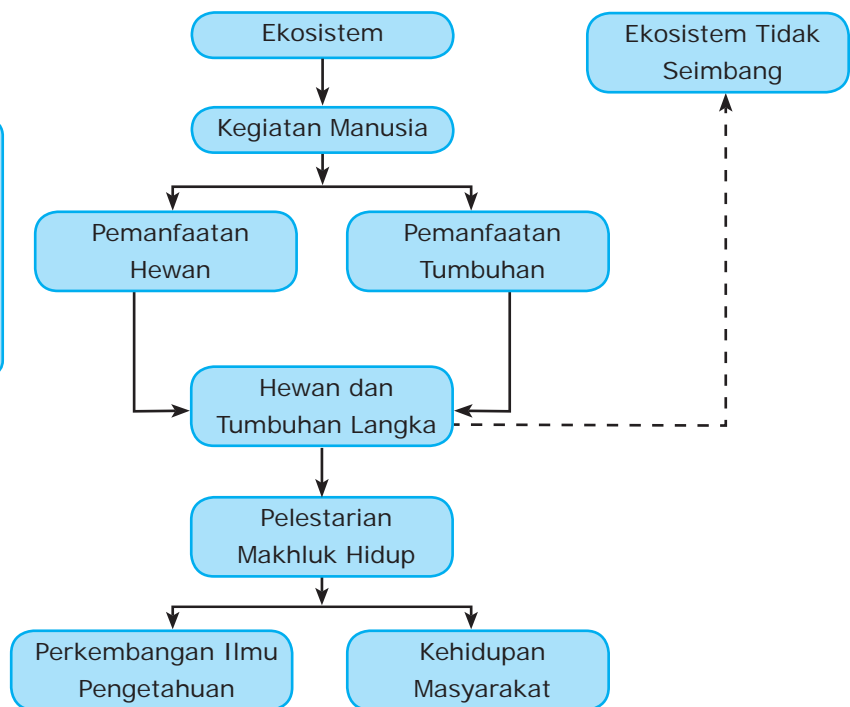 Ekosistem
Ekosistem Tidak
Seimbang
Kegiatan Manusia
Pemanfaatan
Hewan
Pemanfaatan
Tumbuhan
Hewan dan
Tumbuhan Langka
Pelestarian
Makhluk Hidup
Perkembangan Ilmu
Pengetahuan
Kehidupan
Masyarakat